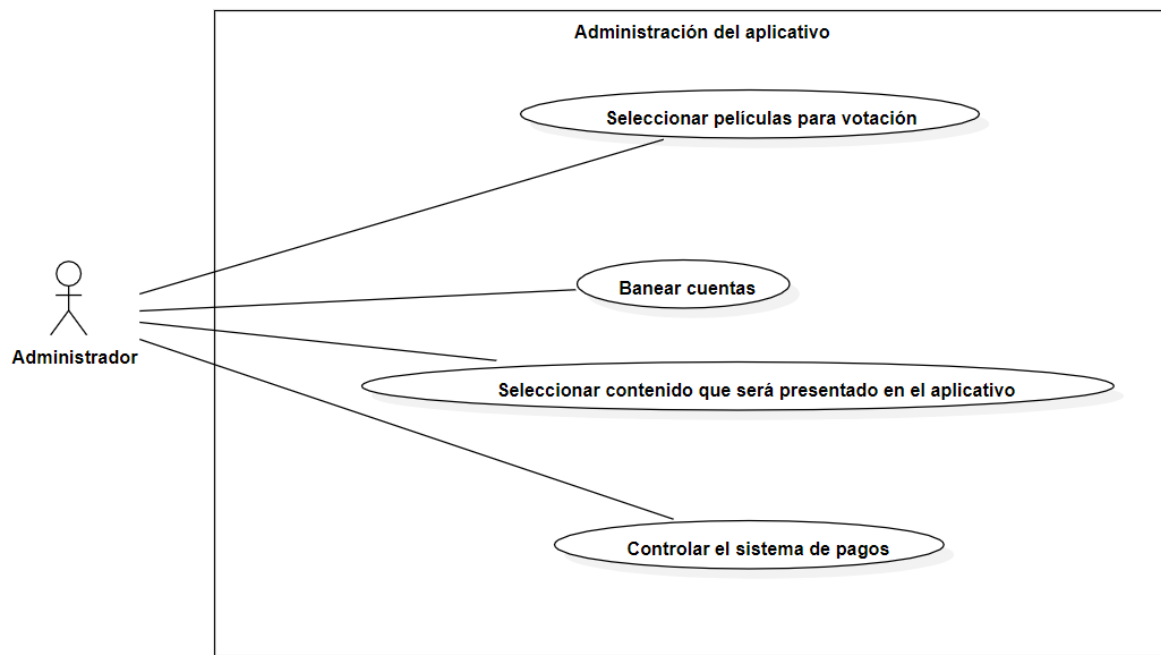 Administración del aplicativo
Seleccionar películas para votación
Banear cuentas
Administrador
Seleccionar contenido que será presentado en el aplicativo
Controlar el sistema de pagos